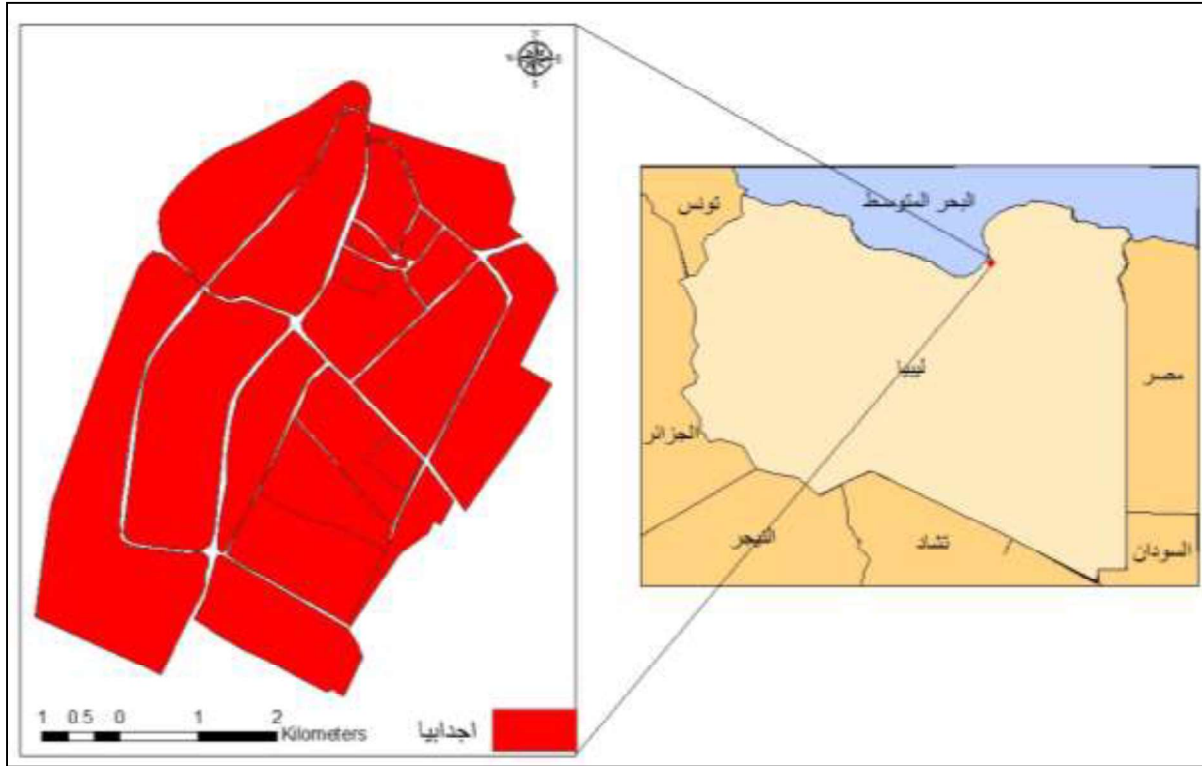 N
W E
S
البحر المتوسط
تونس
ليبيا
مصر
الجزائر
النيجر
تشاد
السودان
1 0.5 0 1 2
Kilometers
اجدابيا